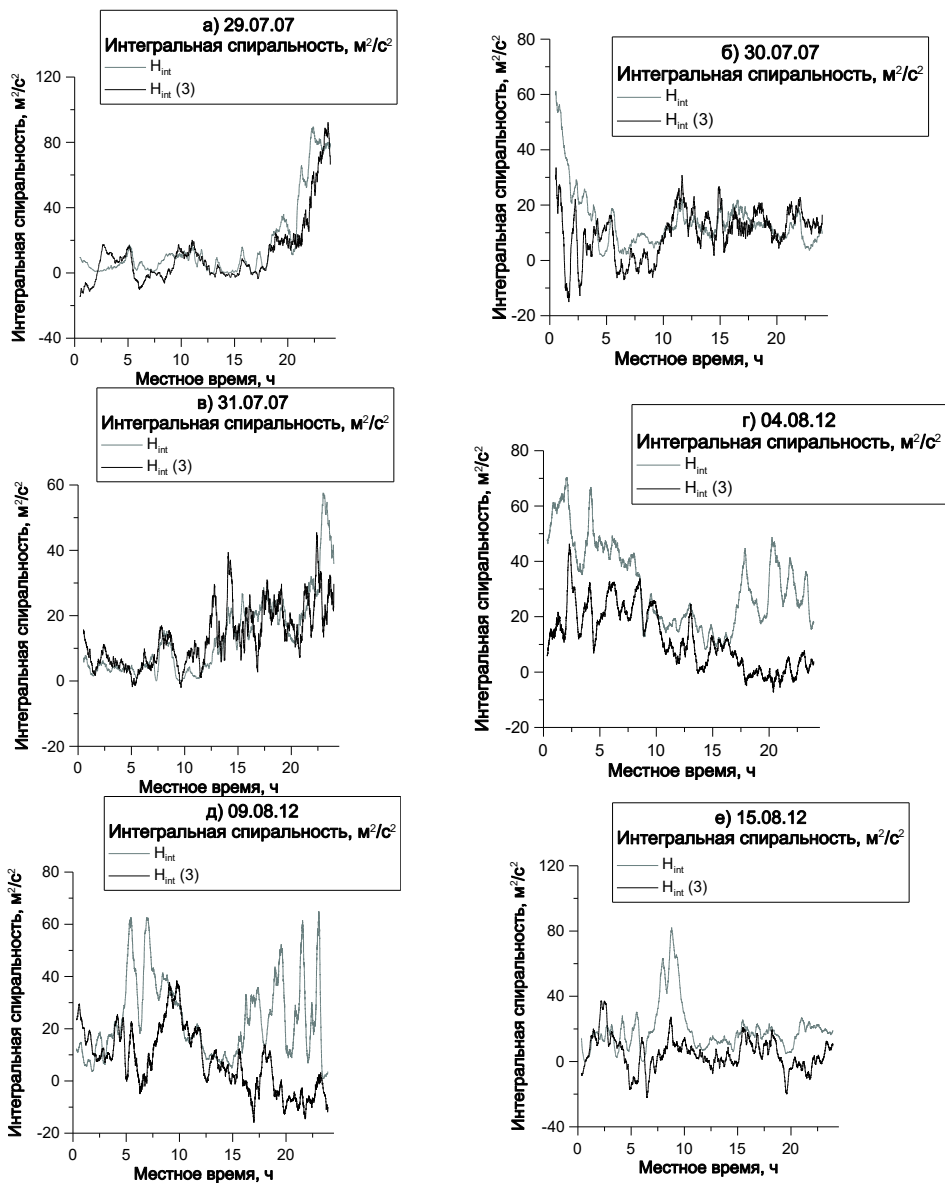 а) 29.07.07
Интегральная спиральность, м²/с²
H_int
H_int (3)
Интегральная спиральность, м²/с²
120
80
40
0
-40
0 5 10 15 20
Местное время, ч
б) 30.07.07
Интегральная спиральность, м²/с²
H_int
H_int (3)
Интегральная спиральность, м²/с²
80
60
40
20
0
-20
0 5 10 15 20
Местное время, ч
в) 31.07.07
Интегральная спиральность, м²/с²
H_int
H_int (3)
Интегральная спиральность, м²/с²
60
40
20
0
-20
0 5 10 15 20
Местное время, ч
г) 04.08.12
Интегральная спиральность, м²/с²
H_int
H_int (3)
Интегральная спиральность, м²/с²
80
60
40
20
0
-20
0 5 10 15 20
Местное время, ч
д) 09.08.12
Интегральная спиральность, м²/с²
H_int
H_int (3)
Интегральная спиральность, м²/с²
80
60
40
20
0
-20
0 5 10 15 20
Местное время, ч
е) 15.08.12
Интегральная спиральность, м²/с²
H_int
H_int (3)
Интегральная спиральность, м²/с²
120
80
40
0
-40
0 5 10 15 20
Местное время, ч